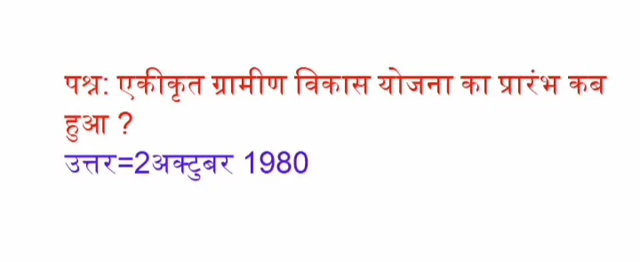 पश्न: एकीकृत ग्रामीण विकास योजना का प्रारंभ कब
हुआ ?
उत्तर=2अक्टुबर 1980